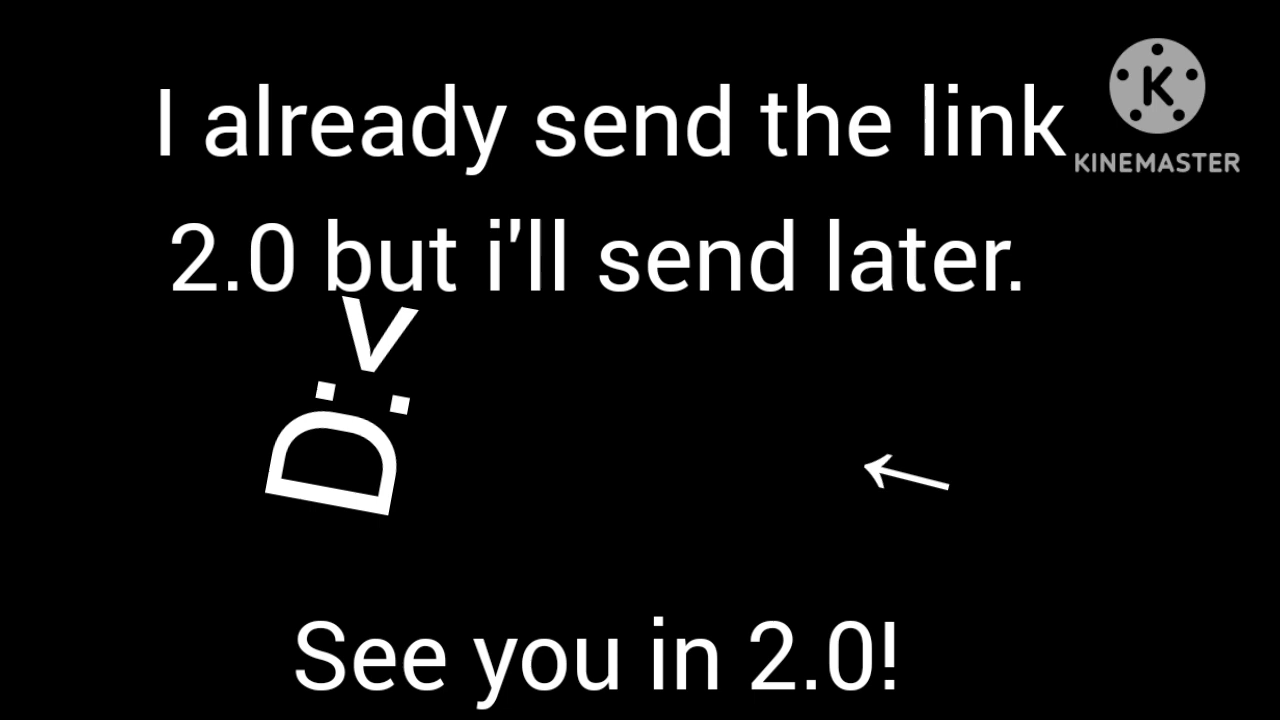 I already send the link
KINEMASTER
2.0 but i'll send later.
D:<
←
See you in 2.0!